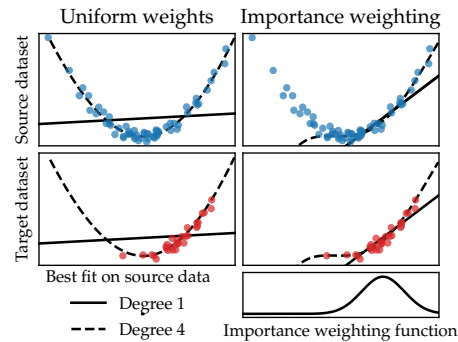 Uniform weights
Importance weighting
Source dataset
Target dataset
Best fit on source data
Degree 1
Degree 4
Importance weighting function